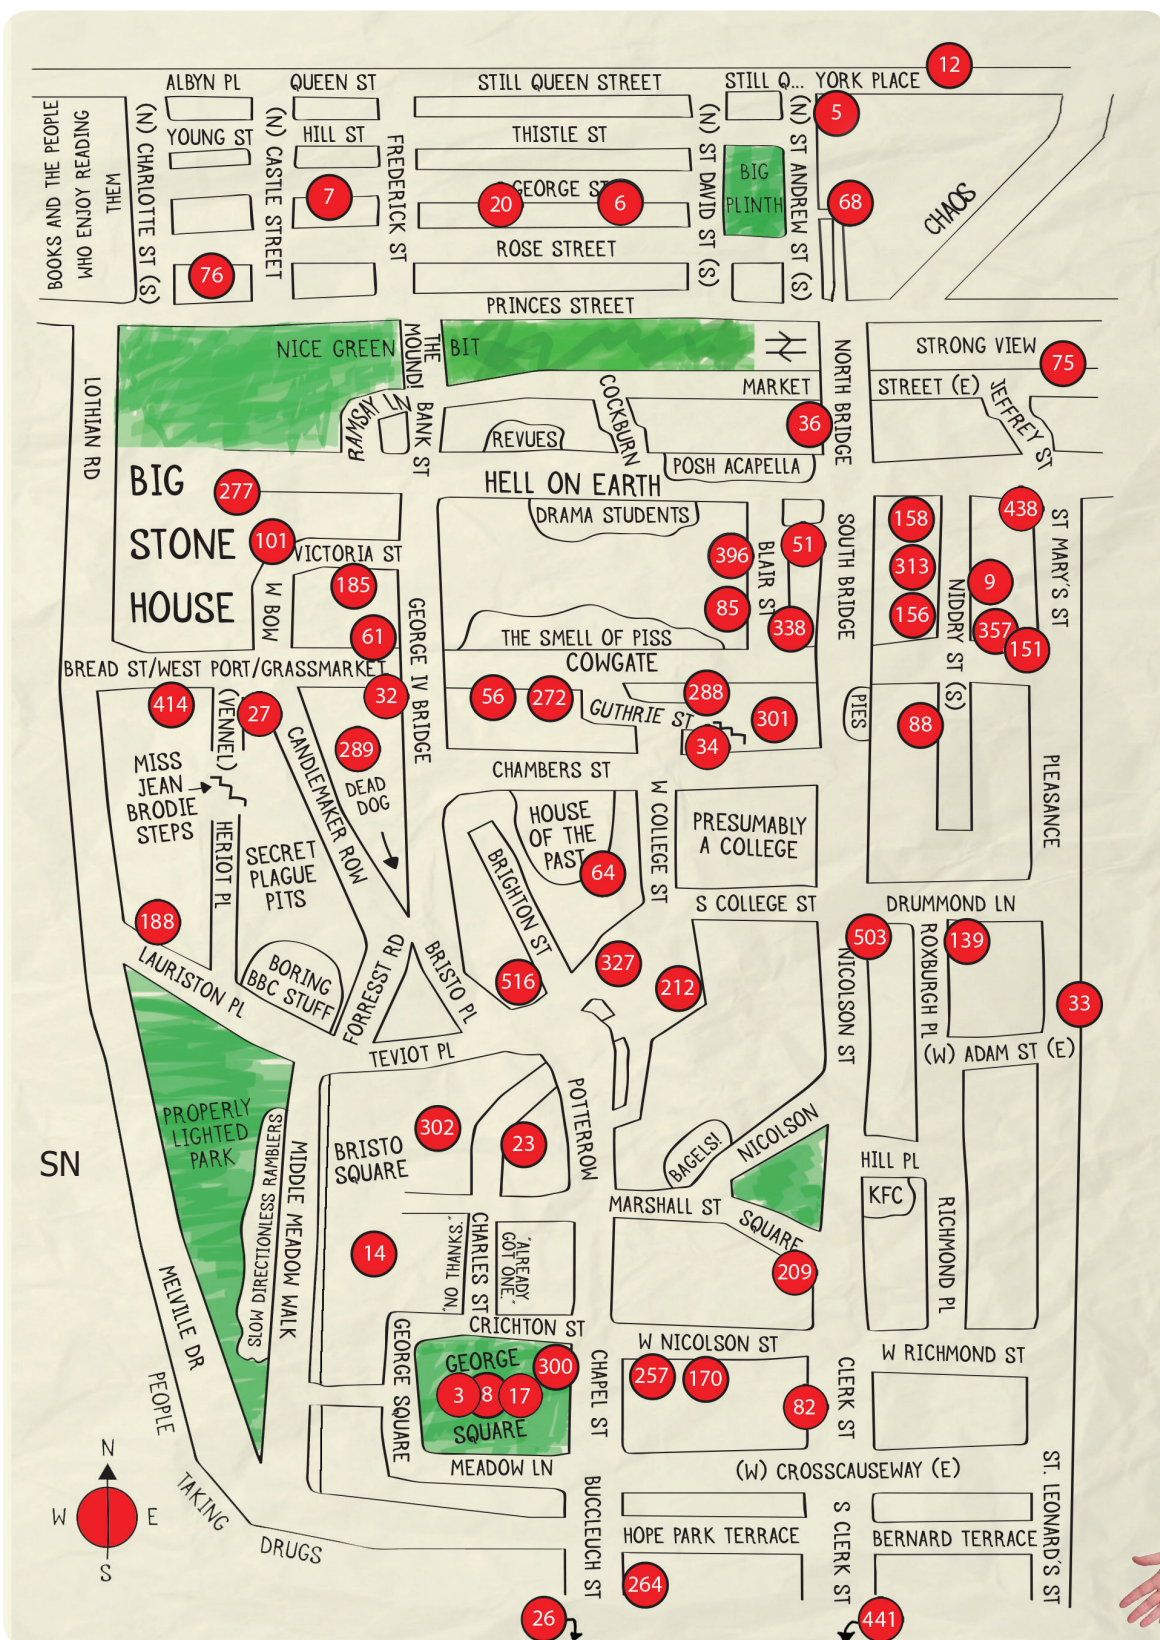 12
ALBYN PL
QUEEN ST
STILL QUEEN STREET
STILL Q... YORK PLACE
5
BOOKS AND THE PEOPLE
WHO ENJOY READING
THEM
(N) CHARLOTTE ST (S)
YOUNG ST
(N) CASTLE STREET
HILL ST
FREDERICK ST
THISTLE ST
(N) ST DAVID ST (S)
BIG
PLINTH
(N) ST ANDREW ST (S)
7
20
GEORGE ST
6
68
CHAOS
76
ROSE STREET
PRINCES STREET
NICE GREEN
BIT
THE
MOUND!
STRONG VIEW
75
LOTHIAN RD
RAMSAY LN
BANK ST
COCKBURN
MARKET
STREET (E)
JEFFREY ST
NORTH BRIDGE
36
REVUES
POSH ACAPELLA
BIG
STONE
HOUSE
277
HELL ON EARTH
DRAMA STUDENTS
158
438
101
VICTORIA ST
396
BLAIR ST
51
SOUTH BRIDGE
313
ST MARY'S ST
185
W BOW
GEORGE IV BRIDGE
85
338
156
NIDDRY ST (S)
9
357
151
61
THE SMELL OF PISS
BREAD ST/WEST PORT/GRASSMARKET
COWGATE
414
(VENNEL)
27
32
56
272
GUTHRIE ST
288
301
PIES
88
34
289
DEAD
DOG
CANDLEMAKER ROW
MISS
JEAN
BRODIE
STEPS
CHAMBERS ST
PLEASANCE
HERIOT PL
SECRET
PLAGUE
PITS
HOUSE
OF THE
PAST
64
W COLLEGE ST
PRESUMABLY
A COLLEGE
BRIGHTON ST
S COLLEGE ST
DRUMMOND LN
188
LAURISTON PL
BORING
BBC STUFF
FORRESST RD
BRISTO PL
516
327
212
503
NICOLSON ST
ROXBURGH PL
139
33
TEVIOT PL
(W) ADAM ST (E)
PROPERLY
LIGHTED
PARK
SLOW DIRECTIONLESS RAMBLERS
MIDDLE MEADOW WALK
302
BRISTO
SQUARE
23
POTTERROW
BAGELS!
NICOLSON
SQUARE
HILL PL
KFC
SN
MARSHALL ST
RICHMOND PL
14
"NO THANKS."
CHARLES ST
"ALREADY
GOT ONE."
209
MELVILLE DR
CRICHTON ST
GEORGE SQUARE
GEORGE
SQUARE
300
3
8
17
CHAPEL ST
W NICOLSON ST
257
170
82
CLERK ST
W RICHMOND ST
PEOPLE
TAKING
DRUGS
MEADOW LN
(W) CROSSCAUSEWAY (E)
N
W
E
S
BUCCLEUCH ST
HOPE PARK TERRACE
S CLERK ST
BERNARD TERRACE
ST. LEONARD'S ST
264
26
441